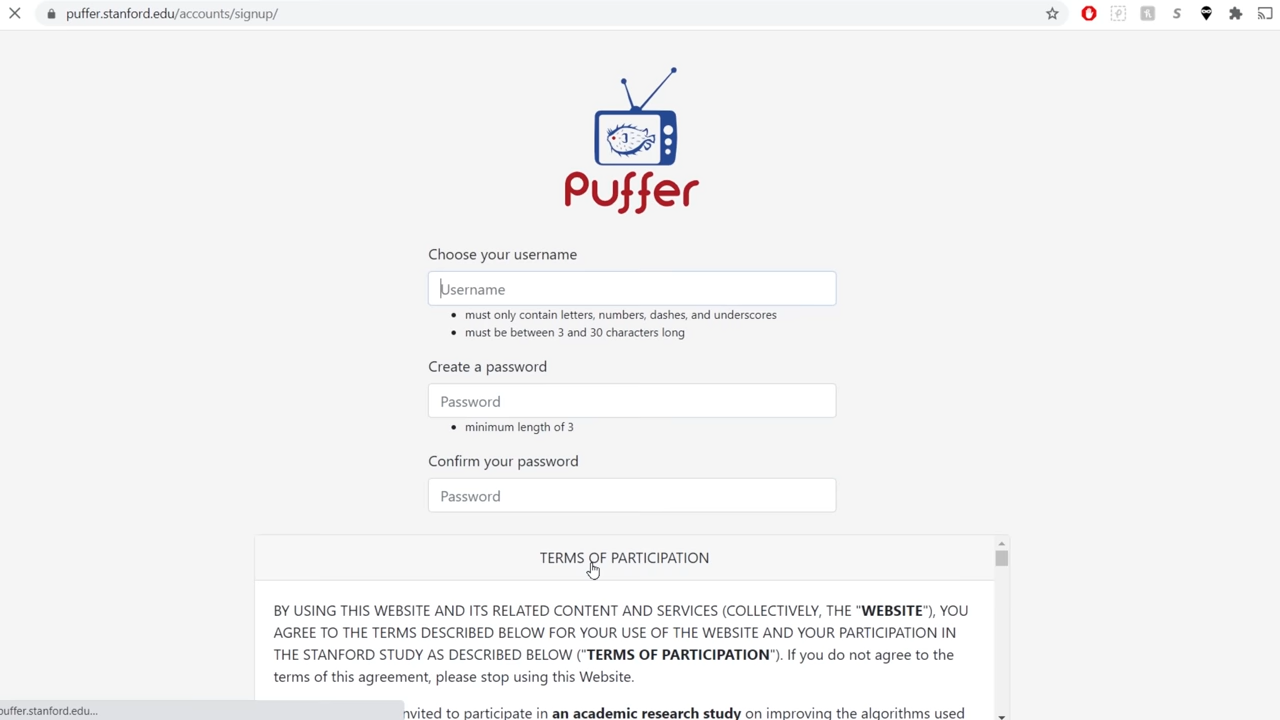 puffer.stanford.edu/accounts/signup/
Puffer
Choose your username
Username
must only contain letters, numbers, dashes, and underscores
must be between 3 and 30 characters long
Create a password
Password
minimum length of 3
Confirm your password
Password
TERMS OF PARTICIPATION
BY USING THIS WEBSITE AND ITS RELATED CONTENT AND SERVICES (COLLECTIVELY, THE "WEBSITE"), YOU
AGREE TO THE TERMS DESCRIBED BELOW FOR YOUR USE OF THE WEBSITE AND YOUR PARTICIPATION IN
THE STANFORD STUDY AS DESCRIBED BELOW ("TERMS OF PARTICIPATION"). If you do not agree to the
terms of this agreement, please stop using this Website.
puffer.stanford.edu...
nvited to participate in an academic research study on improving the algorithms used